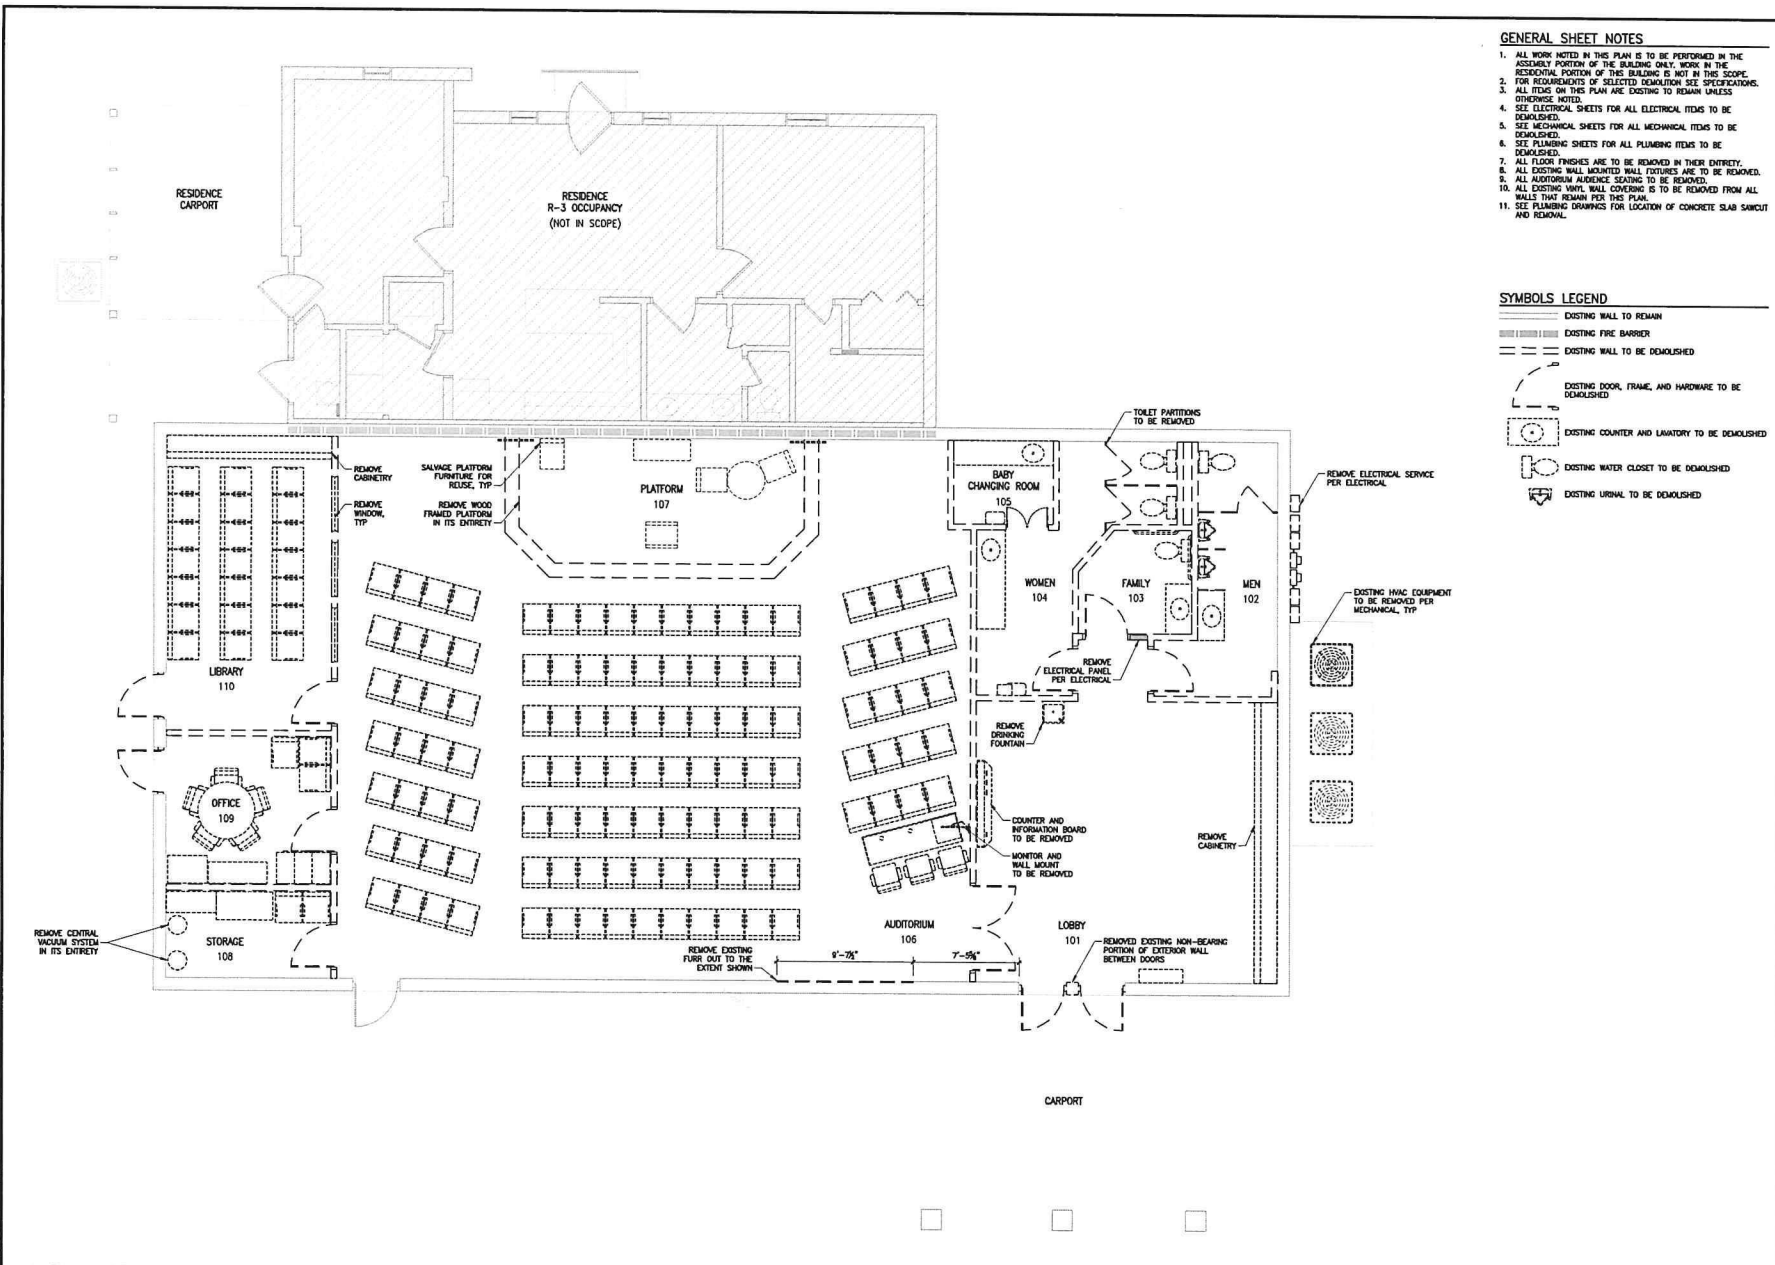 GENERAL SHEET NOTES
1. ALL WORK NOTED IN THIS PLAN IS TO BE PERFORMED IN THE
ASSEMBLY PORTION OF THE BUILDING ONLY. WORK IN THE
RESIDENTIAL PORTION OF THIS BUILDING IS NOT IN THIS SCOPE.
2. FOR REQUIREMENTS OF SELECTED DEMOLITION SEE SPECIFICATIONS.
3. ALL ITEMS ON THIS PLAN ARE EXISTING TO REMAIN UNLESS
OTHERWISE NOTED.
4. SEE ELECTRICAL SHEETS FOR ALL ELECTRICAL ITEMS TO BE
DEMOLISHED.
5. SEE MECHANICAL SHEETS FOR ALL MECHANICAL ITEMS TO BE
DEMOLISHED.
6. SEE PLUMBING SHEETS FOR ALL PLUMBING ITEMS TO BE
DEMOLISHED.
7. ALL FLOOR FINISHES ARE TO BE REMOVED IN THEIR ENTIRETY.
8. ALL EXISTING WALL MOUNTED WALL FIXTURES ARE TO BE REMOVED.
9. ALL AUDITORIUM AUDIENCE SEATING TO BE REMOVED.
10. ALL EXISTING VINYL WALL COVERING IS TO BE REMOVED FROM ALL
WALLS THAT REMAIN PER THIS PLAN.
11. SEE PLUMBING DRAWINGS FOR LOCATION OF CONCRETE SLAB SAWCUT
AND REMOVAL.
SYMBOLS LEGEND
EXISTING WALL TO REMAIN
EXISTING FIRE BARRIER
EXISTING WALL TO BE DEMOLISHED
EXISTING DOOR, FRAME, AND HARDWARE TO BE
DEMOLISHED
EXISTING COUNTER AND LAVATORY TO BE DEMOLISHED
EXISTING WATER CLOSET TO BE DEMOLISHED
EXISTING URINAL TO BE DEMOLISHED
RESIDENCE
CARPORT
RESIDENCE
R-3 OCCUPANCY
(NOT IN SCOPE)
TOILET PARTITIONS
TO BE REMOVED
REMOVE
CABINETRY
REMOVE
WINDOW,
TYP
SALVAGE PLATFORM
FURNITURE FOR
REUSE, TYP
REMOVE WOOD
FRAMED PLATFORM
IN ITS ENTIRETY
PLATFORM
107
BABY
CHANGING ROOM
105
REMOVE ELECTRICAL SERVICE
PER ELECTRICAL
WOMEN
104
FAMILY
103
MEN
102
EXISTING HVAC EQUIPMENT
TO BE REMOVED PER
MECHANICAL, TYP
LIBRARY
110
REMOVE
ELECTRICAL PANEL
PER ELECTRICAL
REMOVE
DRINKING
FOUNTAIN
OFFICE
109
COUNTER AND
INFORMATION BOARD
TO BE REMOVED
MONITOR AND
WALL MOUNT
TO BE REMOVED
REMOVE
CABINETRY
REMOVE CENTRAL
VACUUM SYSTEM
IN ITS ENTIRETY
STORAGE
108
AUDITORIUM
106
LOBBY
101
REMOVE EXISTING
FURR OUT TO THE
EXTENT SHOWN
REMOVED EXISTING NON-BEARING
PORTION OF EXTERIOR WALL
BETWEEN DOORS
CARPORT